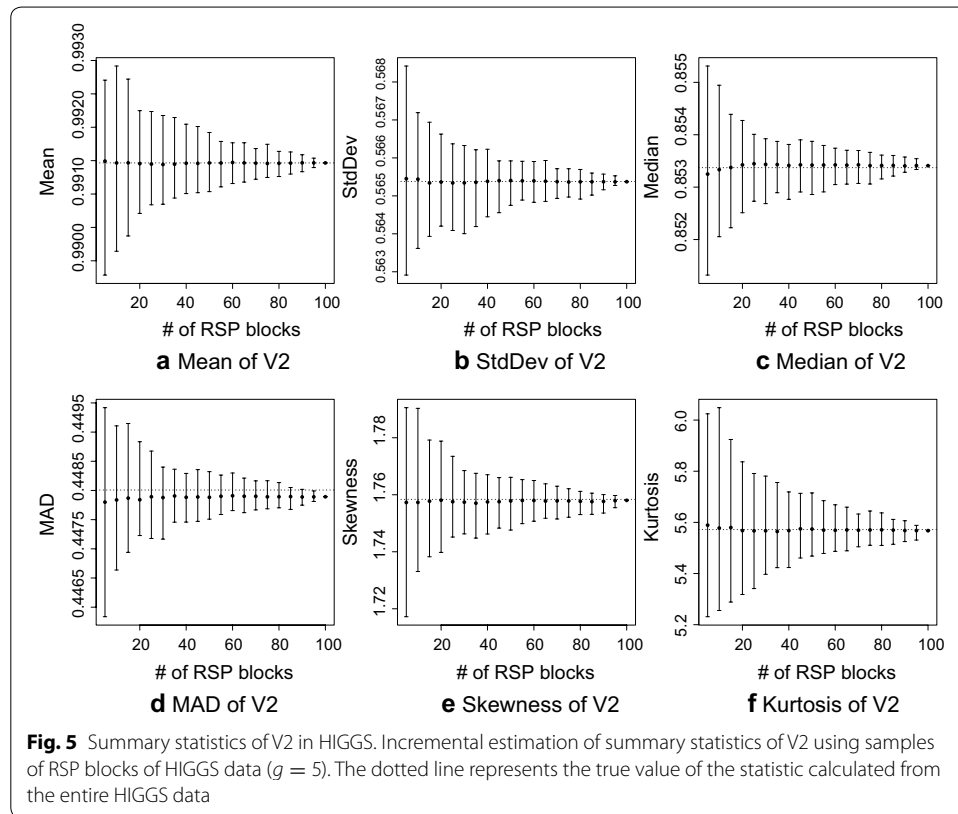 0.9900 0.9910 0.9920 0.9930
Mean
20 40 60 80 100
# of RSP blocks
a Mean of V2
0.563 0.564 0.565 0.566 0.567 0.568
StdDev
20 40 60 80 100
# of RSP blocks
b StdDev of V2
0.852 0.853 0.854 0.855
Median
20 40 60 80 100
# of RSP blocks
c Median of V2
0.4465 0.4475 0.4485 0.4495
MAD
20 40 60 80 100
# of RSP blocks
d MAD of V2
1.72 1.74 1.76 1.78
Skewness
20 40 60 80 100
# of RSP blocks
e Skewness of V2
5.2 5.4 5.6 5.8 6.0
Kurtosis
20 40 60 80 100
# of RSP blocks
f Kurtosis of V2
Fig. 5 Summary statistics of V2 in HIGGS. Incremental estimation of summary statistics of V2 using samples
of RSP blocks of HIGGS data (g = 5). The dotted line represents the true value of the statistic calculated from
the entire HIGGS data